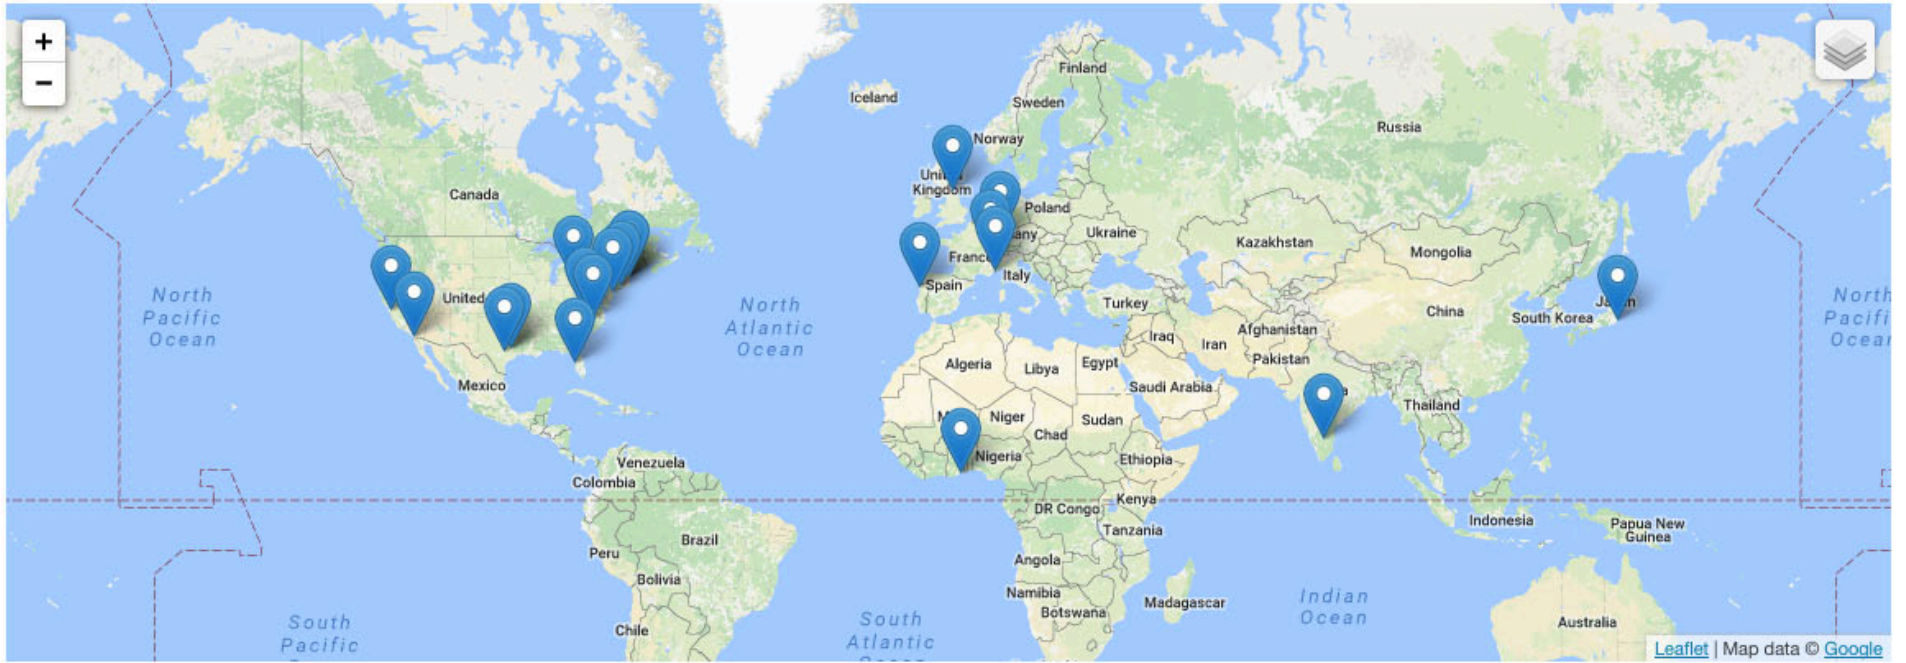 +
−
Finland
Iceland
Sweden
Russia
Norway
Canada
Kingdom
Poland
Ukraine
Kazakhstan
Mongolia
France
Italy
Spain
United
North
Pacific
Ocean
North
Atlantic
Ocean
Turkey
China
South Korea
North
Iraq
Iran
Afghanistan
Pakistan
Algeria
Libya
Egypt
Saudi Arabia
Mexico
Thailand
Niger
Chad
Sudan
Nigeria
Ethiopia
Venezuela
Colombia
Kenya
DR Congo
Tanzania
Indonesia
Papua New
Guinea
Brazil
Peru
Bolivia
Angola
Namibia
Botswana
Madagascar
Indian
Ocean
South
Pacific
South
Atlantic
Chile
Australia
Leaflet | Map data © Google